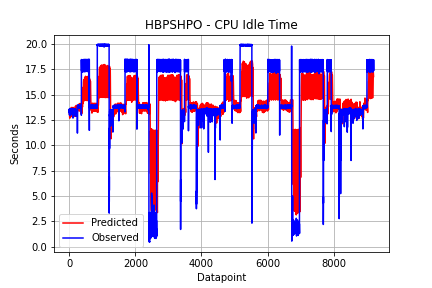 HBPSHPO - CPU Idle Time
20.0
17.5
15.0
12.5
10.0
7.5
5.0
2.5
0.0
Seconds
Predicted
Observed
0 2000 4000 6000 8000
Datapoint